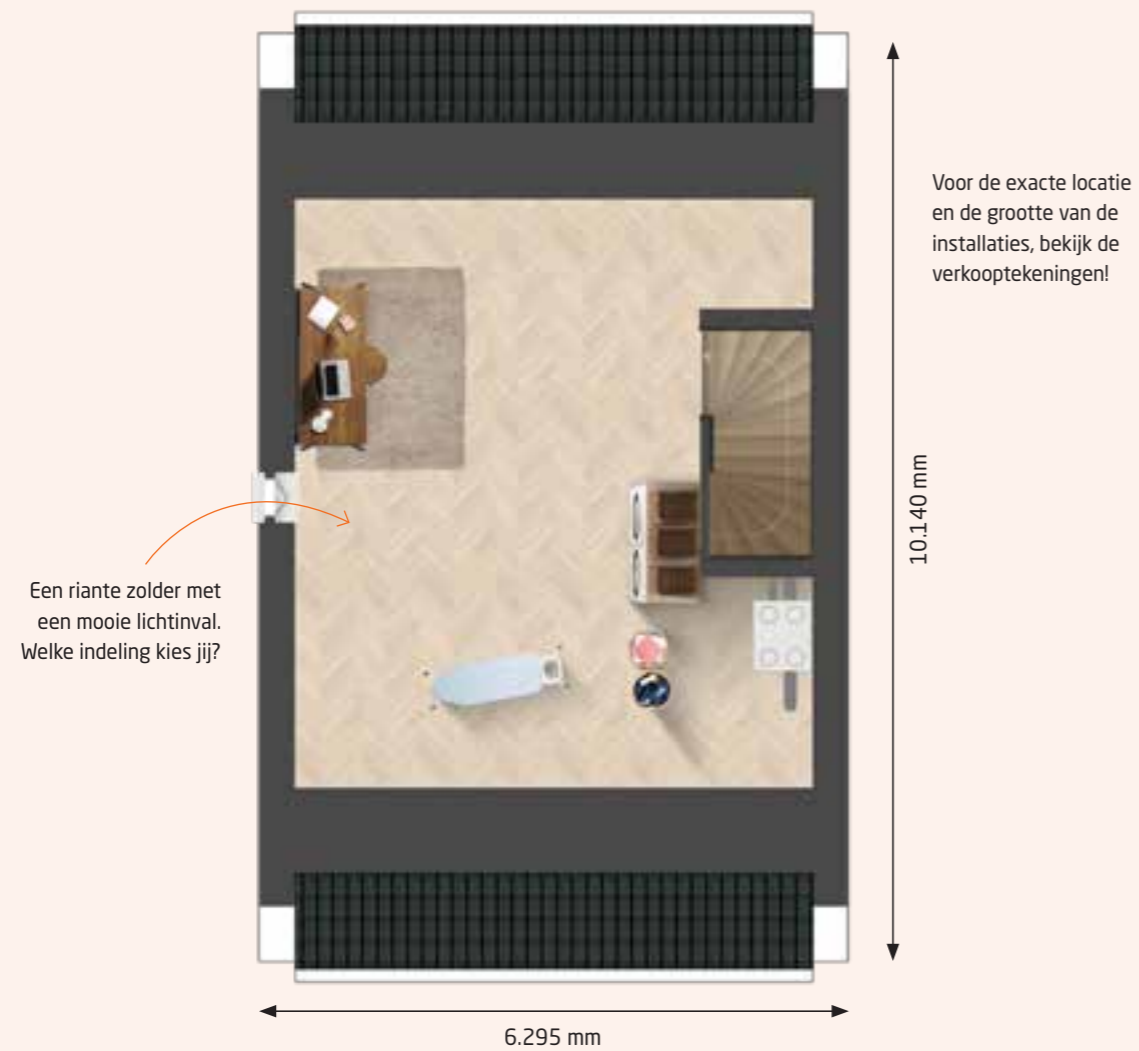 Voor de exacte locatie
en de grootte van de
installaties, bekijk de
verkooptekeningen!
10.140 mm
Een riante zolder met
een mooie lichtinval.
Welke indeling kies jij?
6.295 mm